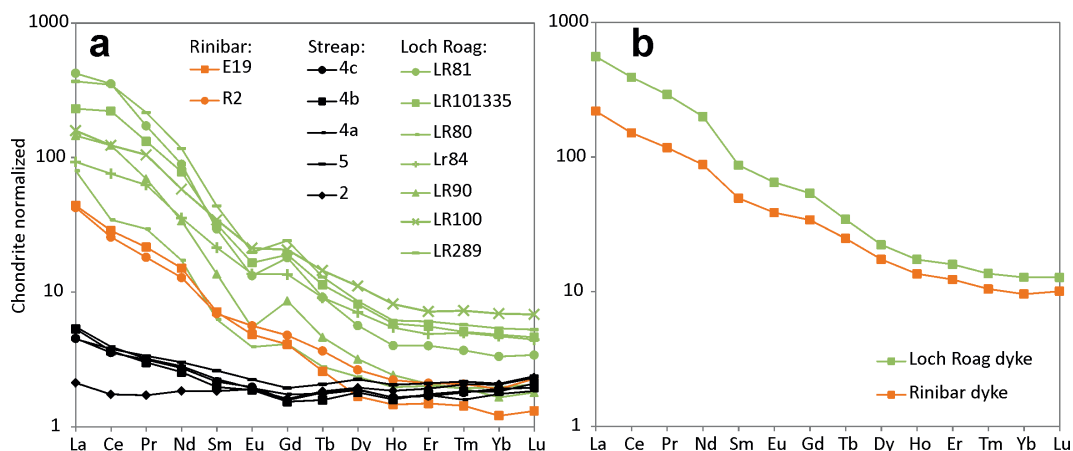 a
1000
100
10
1
Chondrite normalized
Rinibar:
E19
R2
Streap:
4c
4b
4a
5
2
Loch Roag:
LR81
LR101335
LR80
Lr84
LR90
LR100
LR289
La Ce Pr Nd Sm Eu Gd Tb Dy Ho Er Tm Yb Lu
b
1000
100
10
1
Loch Roag dyke
Rinibar dyke
La Ce Pr Nd Sm Eu Gd Tb Dy Ho Er Tm Yb Lu